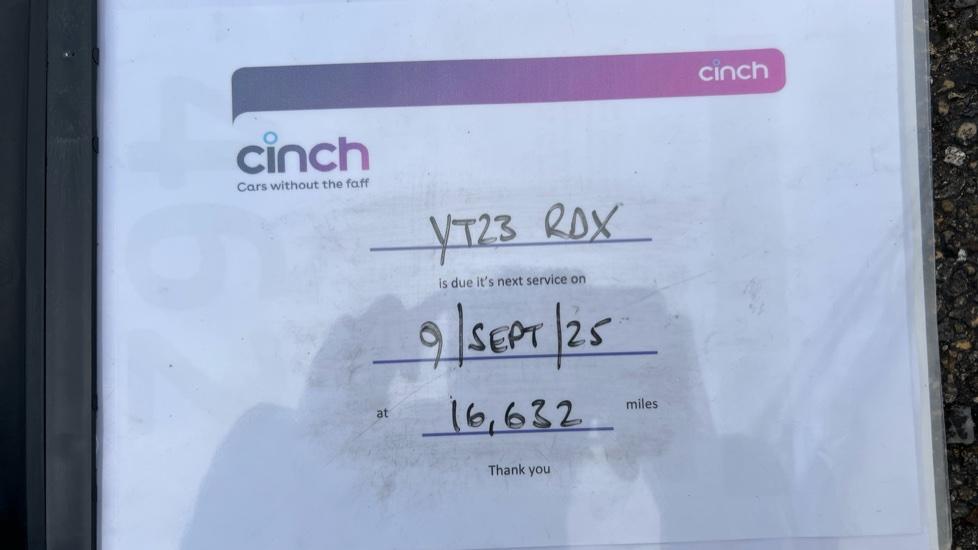 cinch
cinch
Cars without the faff
YT23 RDX
is due it's next service on
9/SEPT/25
at 16,632 miles
Thank you